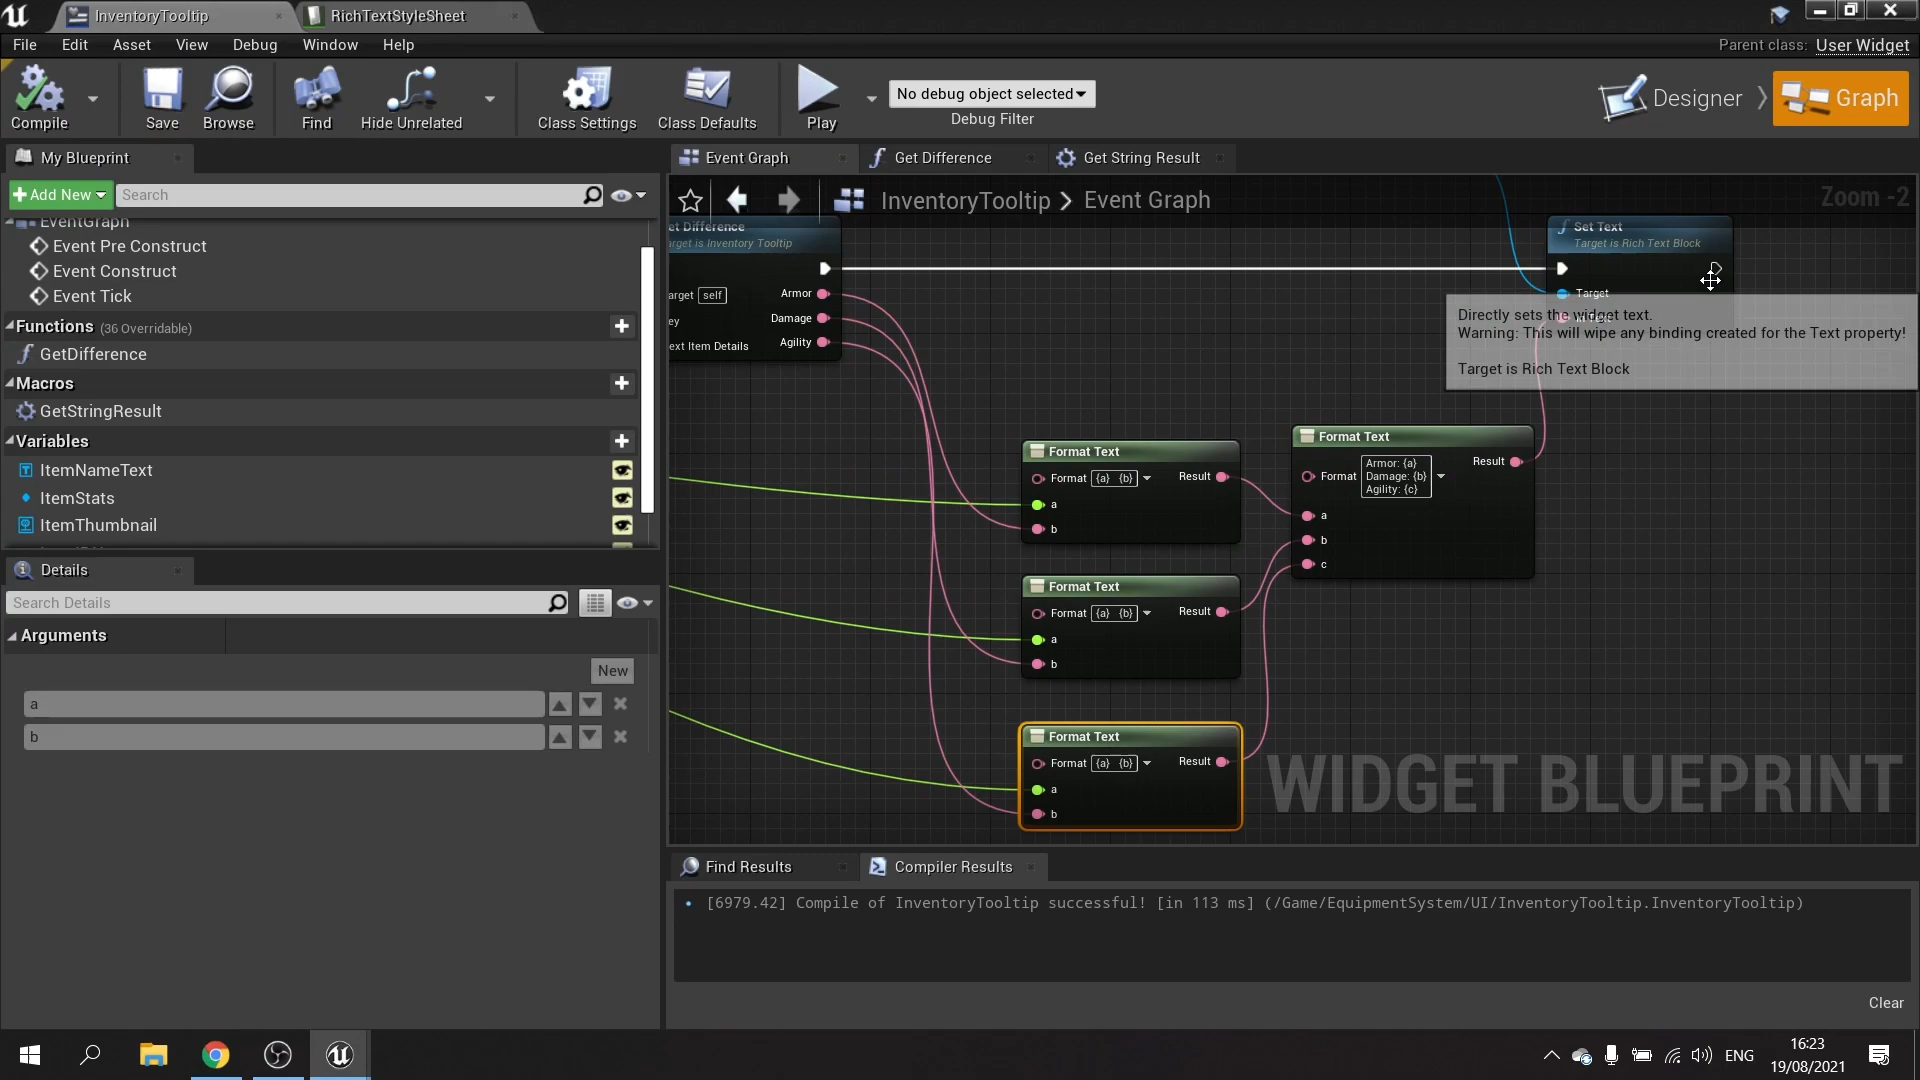 InventoryTooltip
RichTextStyleSheet
File Edit Asset View Debug Window Help
Parent class: User Widget
Compile
Save
Browse
Find
Hide Unrelated
Class Settings
Class Defaults
Play
No debug object selected
Debug Filter
Designer
Graph
My Blueprint
Add New
Search
EventGraph
Event Pre Construct
Event Construct
Event Tick
Functions (36 Overridable)
GetDifference
Macros
GetStringResult
Variables
ItemNameText
ItemStats
ItemThumbnail
Details
Search Details
Arguments
New
a
b
Event Graph
Get Difference
Get String Result
InventoryTooltip > Event Graph
Zoom -2
et Difference
arget is Inventory Tooltip
arget self
ey
ext Item Details
Armor
Damage
Agility
Set Text
Target is Rich Text Block
Target
Directly sets the widget text.
Warning: This will wipe any binding created for the Text property!
Target is Rich Text Block
Format Text
Format {a} {b}
Result
a
b
Format Text
Format
Armor: {a}
Damage: {b}
Agility: {c}
Result
a
b
c
Format Text
Format {a} {b}
Result
a
b
Format Text
Format {a} {b}
Result
a
b
WIDGET BLUEPRINT
Find Results
Compiler Results
• [6979.42] Compile of InventoryTooltip successful! [in 113 ms] (/Game/EquipmentSystem/UI/InventoryTooltip.InventoryTooltip)
Clear
ENG
16:23
19/08/2021